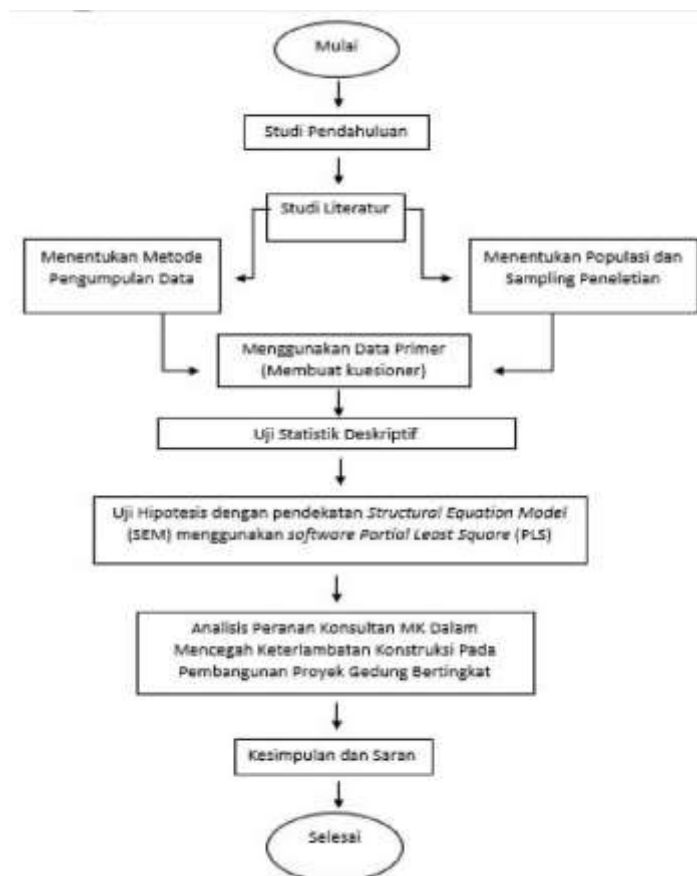 Mulai
Studi Pendahuluan
Studi Literatur
Menentukan Metode
Pengumpulan Data
Menentukan Populasi dan
Sampling Peneletian
Menggunakan Data Primer
(Membuat kuesioner)
Uji Statistik Deskriptif
Uji Hipotesis dengan pendekatan Structural Equation Model
(SEM) menggunakan software Partial Least Square (PLS)
Analisis Peranan Konsultan MK Dalam
Mencegah Keterlambatan Konstruksi Pada
Pembangunan Proyek Gedung Bertingkat
Kesimpulan dan Saran
Selesai